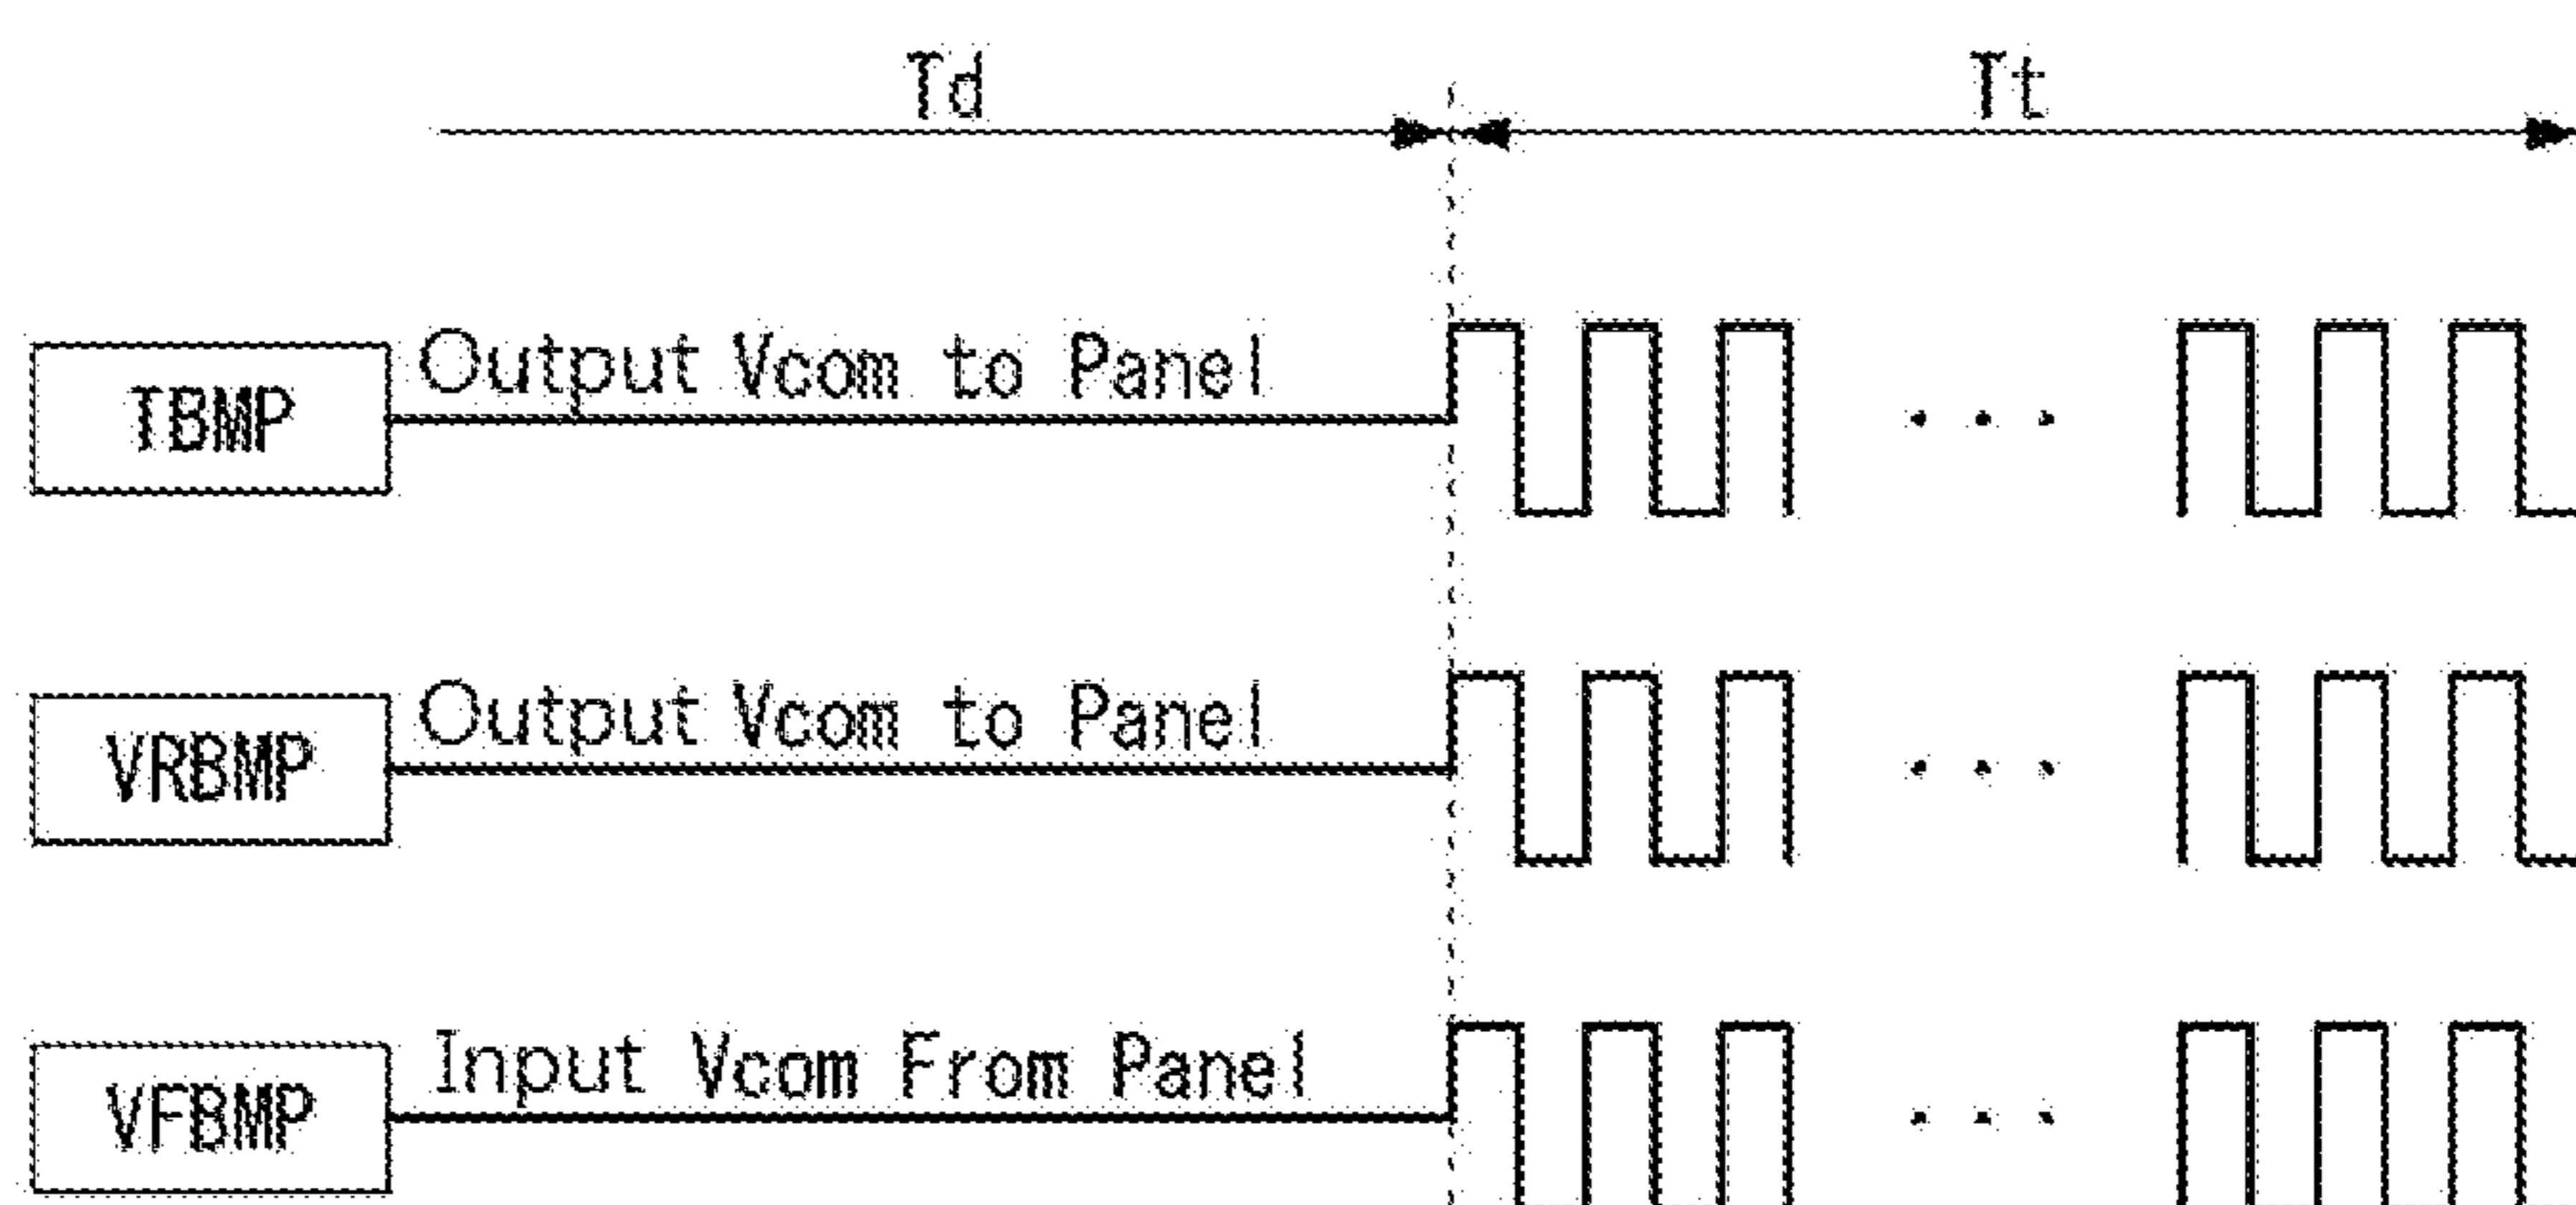 Td Tt
TBMP Output Vcom to Panel
VRBMP Output Vcom to Panel
VFBMP Input Vcom From Panel